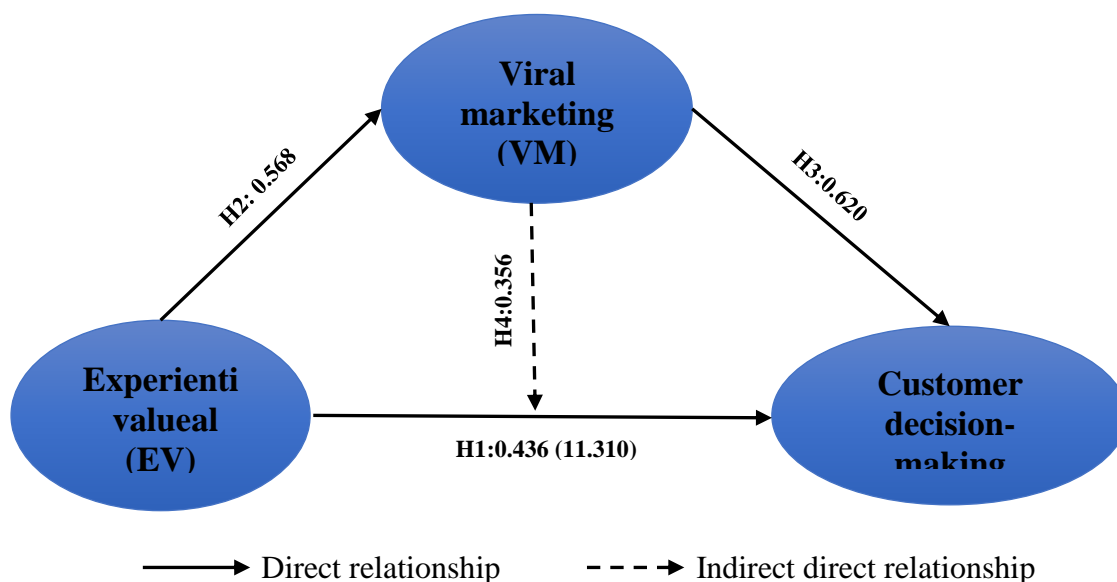 Viral
marketing
(VM)
H2: 0.568
H3:0.620
H4:0.356
Experienti
valueal
(EV)
Customer
decision-
making
H1:0.436 (11.310)
Direct relationship
Indirect direct relationship